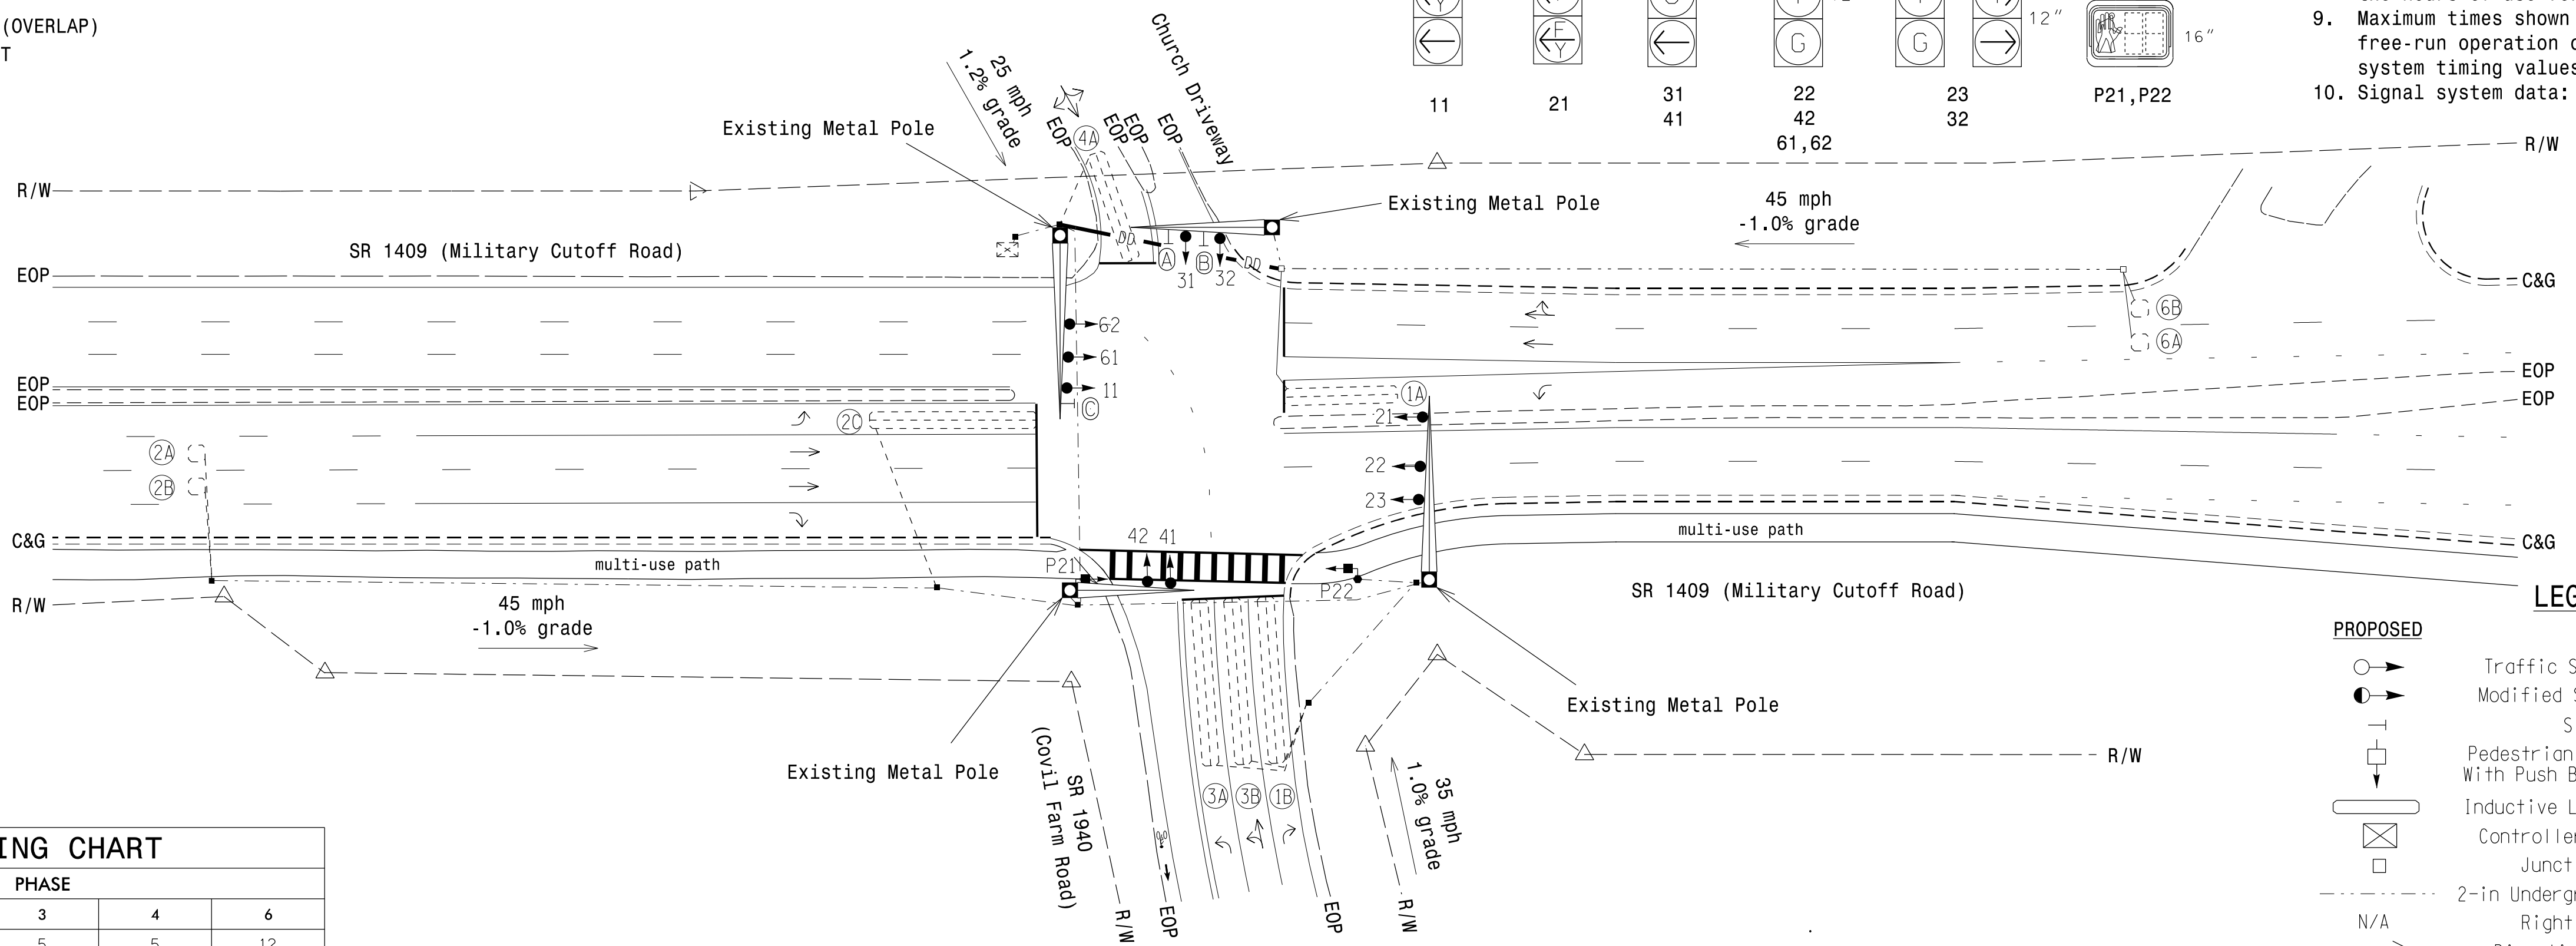 (OVERLAP)
T
12"
16"
9. Maximum times shown
free-run operation
system timing values
10. Signal system data:
11
21
31
41
22
42
61,62
23
32
P21,P22
Y
F
Y
G
G
Church Driveway
25 mph
1.2% grade
Existing Metal Pole
EOP
EOP
EOP
EOP
4A
R/W
R/W
Existing Metal Pole
45 mph
-1.0% grade
SR 1409 (Military Cutoff Road)
EOP
A
B
31
32
C&G
6B
6A
62
61
11
C
EOP
EOP
EOP
EOP
1A
21
2C
2A
2B
22
23
C&G
multi-use path
P21
42
41
multi-use path
P22
C&G
R/W
45 mph
-1.0% grade
SR 1409 (Military Cutoff Road)
LEG
PROPOSED
Traffic S
Modified S
S
Pedestrian
With Push B
Inductive L
Controller
Junct
2-in Undergr
N/A
Right
Existing Metal Pole
Existing Metal Pole
R/W
SR 1940
(Covil Farm Road)
3A
3B
1B
35 mph
1.0% grade
R/W
EOP
EOP
R/W
ING CHART
PHASE
3
4
6
5
5
12